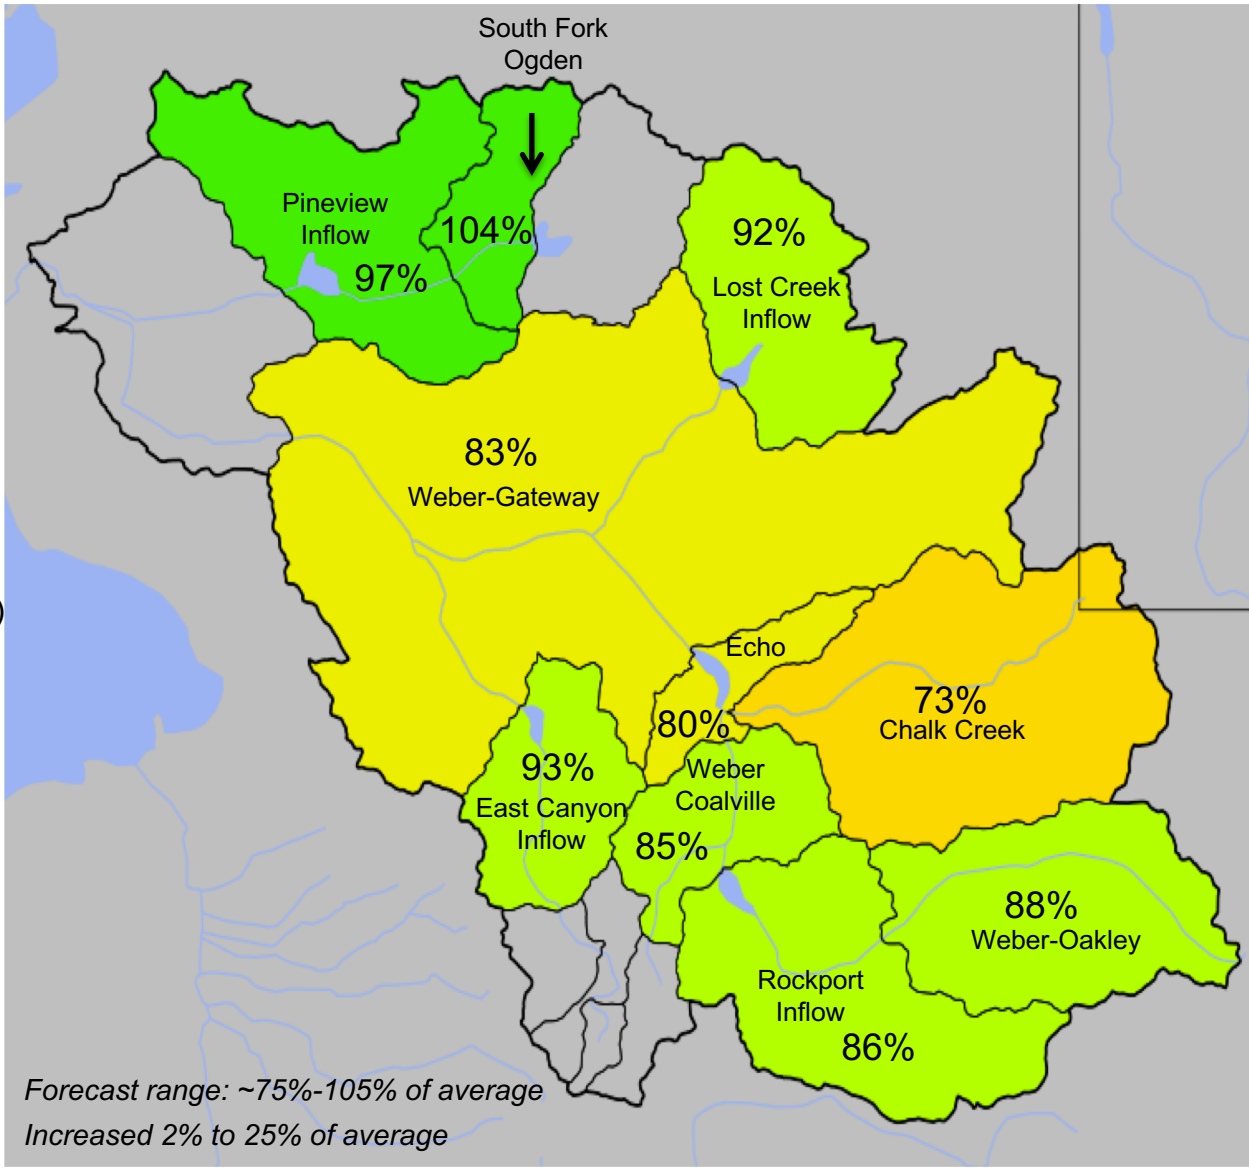 South Fork
Ogden
Pineview
Inflow
97%
104%
92%
Lost Creek
Inflow
83%
Weber-Gateway
)
Echo
80%
73%
Chalk Creek
93%
East Canyon
Inflow
Weber
Coalville
85%
88%
Weber-Oakley
Rockport
Inflow
86%
Forecast range: ~75%-105% of average
Increased 2% to 25% of average